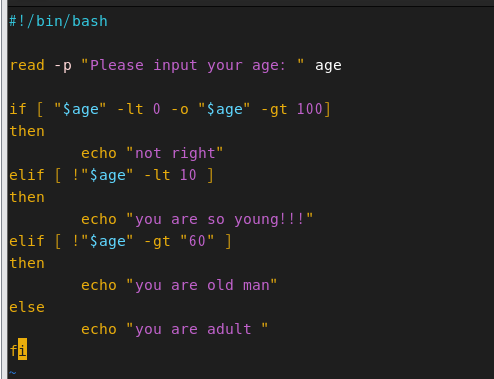 #!/bin/bash
read -p "Please input your age: " age
if [ "$age" -lt 0 -o "$age" -gt 100]
then
        echo "not right"
elif [ !"$age" -lt 10 ]
then
        echo "you are so young!!!"
elif [ !"$age" -gt "60" ]
then
        echo "you are old man"
else
        echo "you are adult "
fi
~